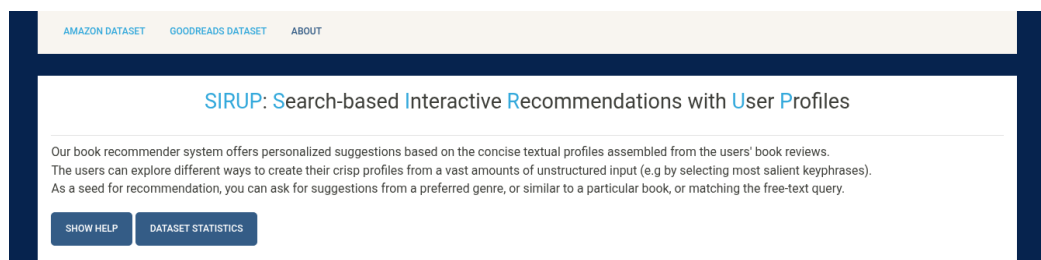 AMAZON DATASET GOODREADS DATASET ABOUT
SIRUP: Search-based Interactive Recommendations with User Profiles
Our book recommender system offers personalized suggestions based on the concise textual profiles assembled from the users' book reviews.
The users can explore different ways to create their crisp profiles from a vast amounts of unstructured input (e.g by selecting most salient keyphrases).
As a seed for recommendation, you can ask for suggestions from a preferred genre, or similar to a particular book, or matching the free-text query.
SHOW HELP DATASET STATISTICS